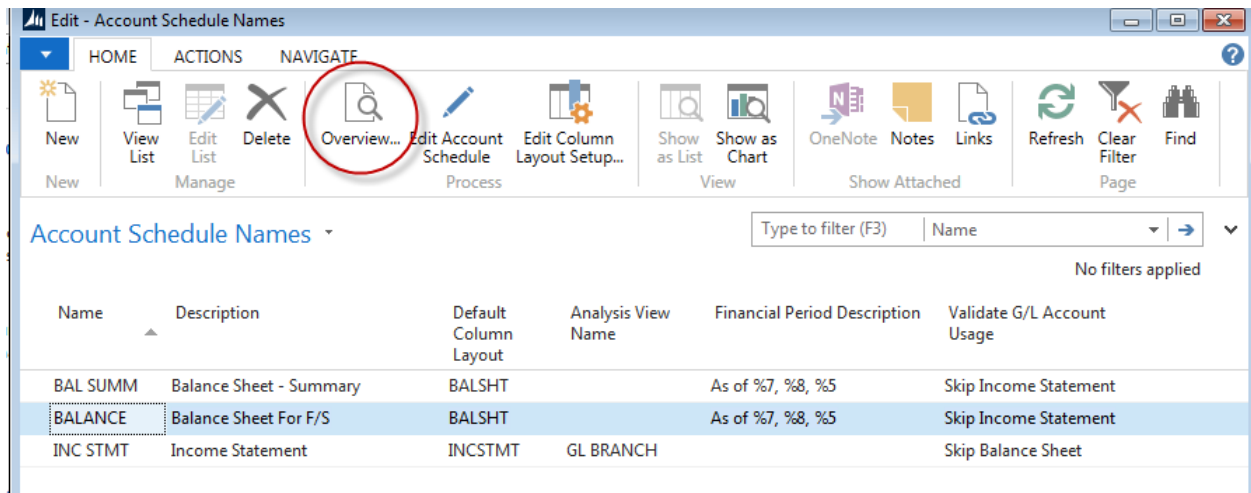 Edit - Account Schedule Names
HOME ACTIONS NAVIGATE
New View List Edit List Delete Overview... Edit Account Schedule Edit Column Layout Setup... Show as List Show as Chart OneNote Notes Links Refresh Clear Filter Find
New Manage Process View Show Attached Page
Account Schedule Names
Type to filter (F3) Name
No filters applied
Name Description Default Column Layout Analysis View Name Financial Period Description Validate G/L Account Usage
BAL SUMM Balance Sheet - Summary BALSHT As of %7, %8, %5 Skip Income Statement
BALANCE Balance Sheet For F/S BALSHT As of %7, %8, %5 Skip Income Statement
INC STMT Income Statement INCSTMT GL BRANCH Skip Balance Sheet